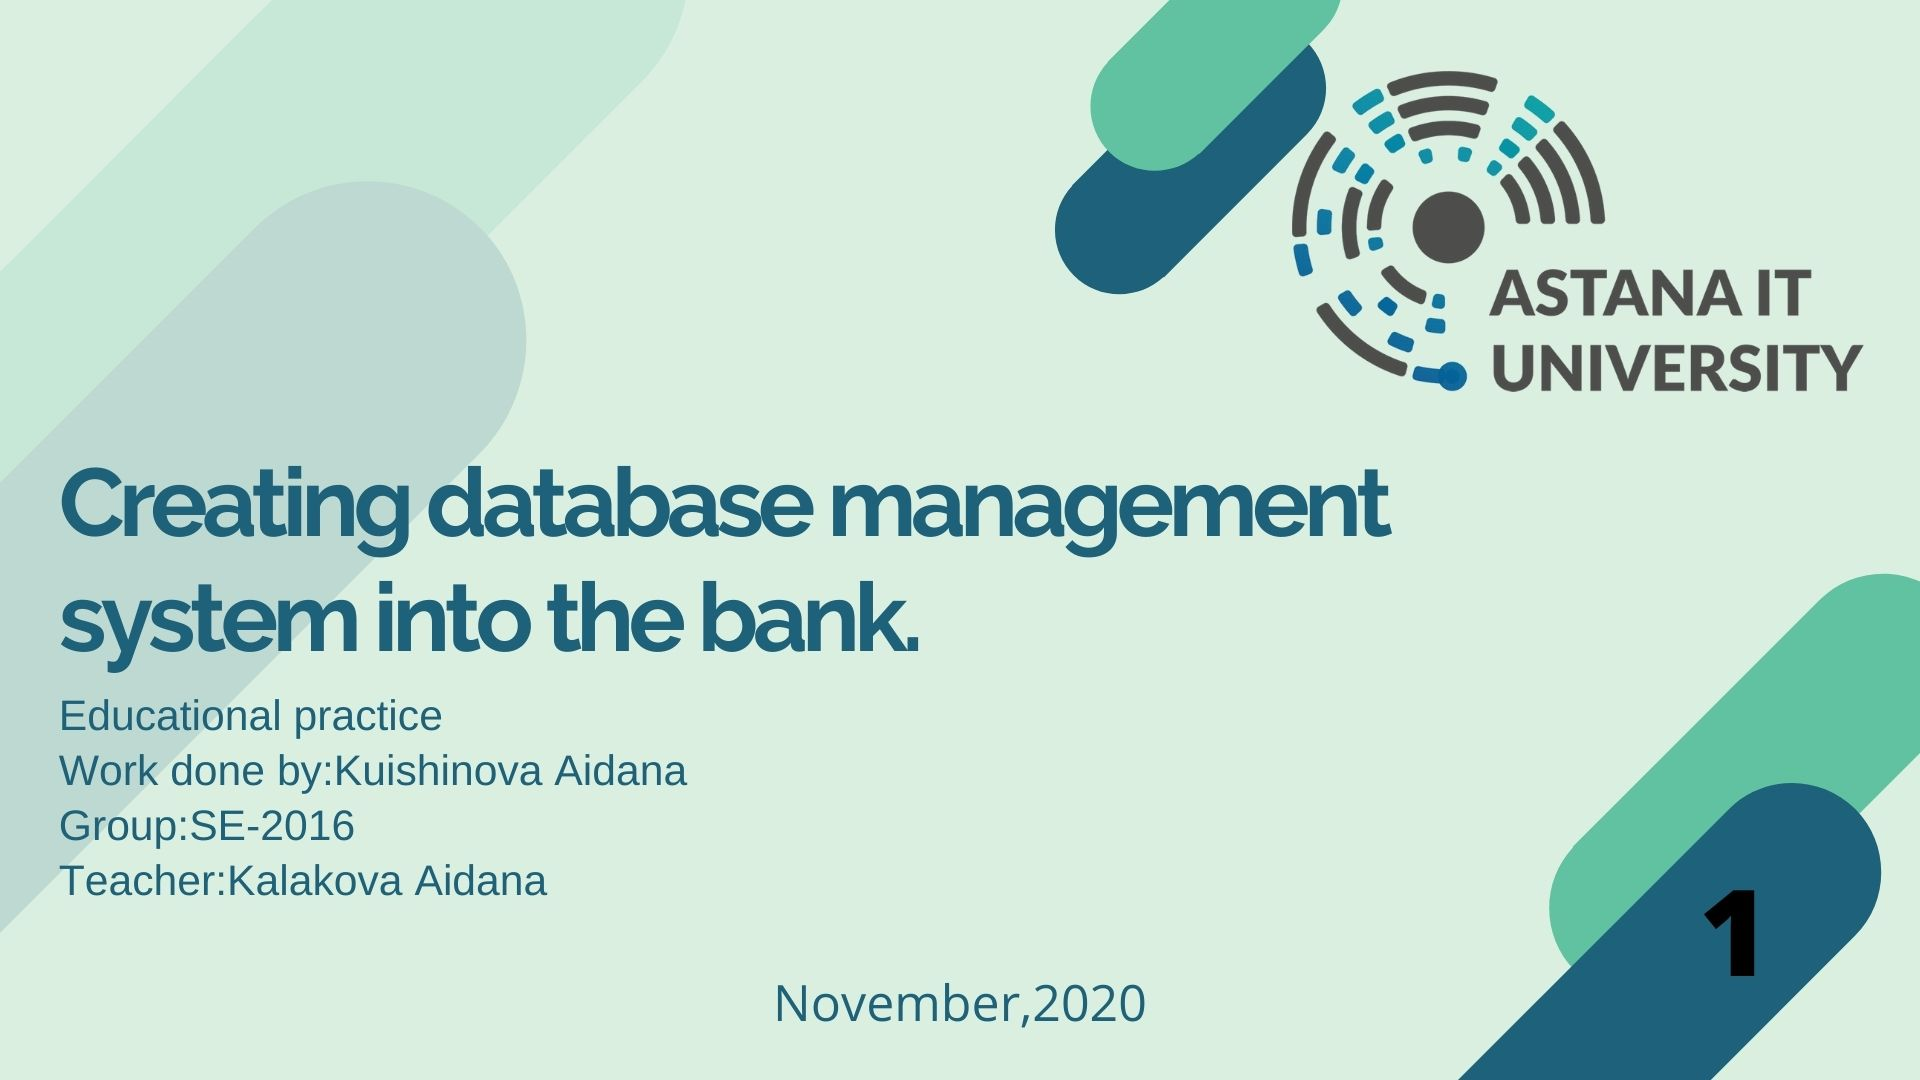 ASTANA IT
UNIVERSITY
Creating database management
system into the bank.
Educational practice
Work done by:Kuishinova Aidana
Group:SE-2016
Teacher:Kalakova Aidana
1
November,2020